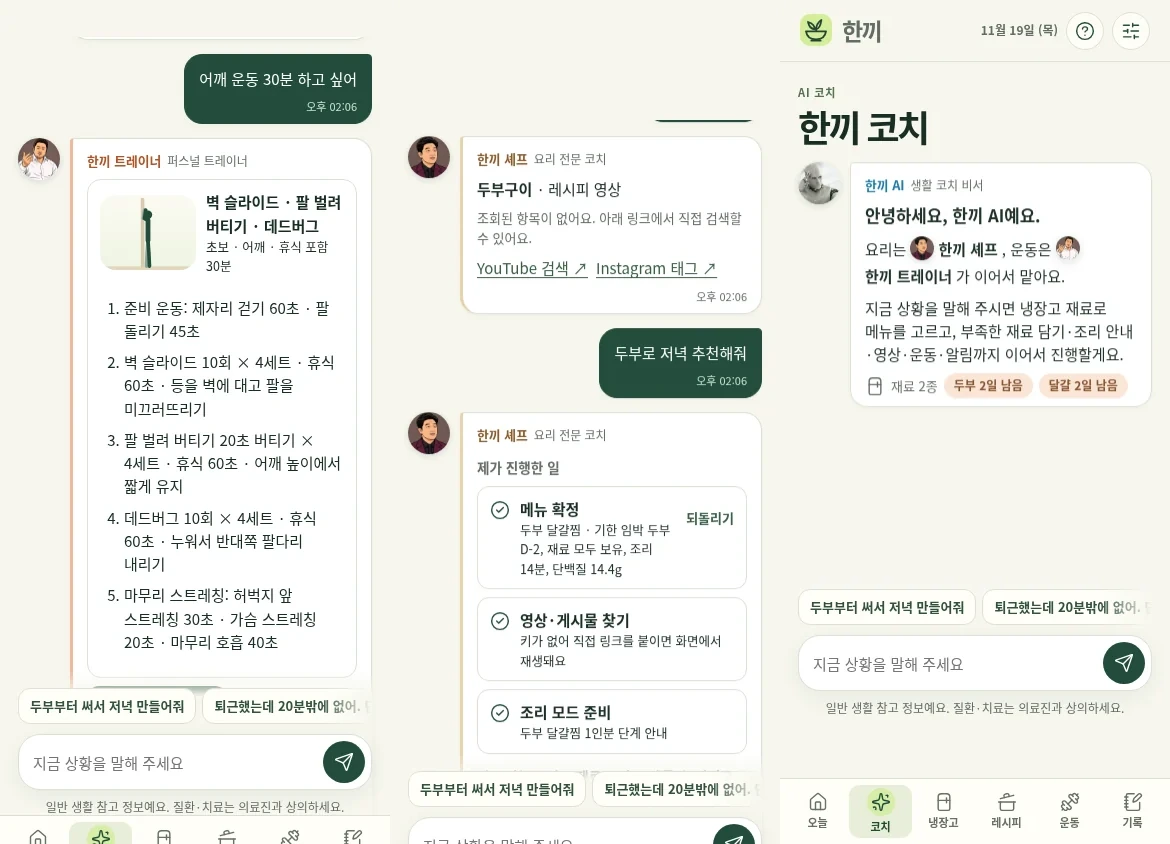 어깨 운동 30분 하고 싶어
오후 02:06
한끼 트레이너 퍼스널 트레이너
벽 슬라이드 · 팔 벌려
버티기 · 데드버그
초보 · 어깨 · 휴식 포함
30분
1. 준비 운동: 제자리 걷기 60초 · 팔
돌리기 45초
2. 벽 슬라이드 10회 × 4세트 · 휴식
60초 · 등을 벽에 대고 팔을
미끄러뜨리기
3. 팔 벌려 버티기 20초 버티기 ×
4세트 · 휴식 60초 · 어깨 높이에서
짧게 유지
4. 데드버그 10회 × 4세트 · 휴식
60초 · 누워서 반대쪽 팔다리
내리기
5. 마무리 스트레칭: 허벅지 앞
스트레칭 30초 · 가슴 스트레칭
20초 · 마무리 호흡 40초
두부부터 써서 저녁 만들어줘
퇴근했는데 20분밖에 없어.
지금 상황을 말해 주세요
일반 생활 참고 정보예요. 질환·치료는 의료진과 상의하세요.
한끼 셰프 요리 전문 코치
두부구이 · 레시피 영상
조회된 항목이 없어요. 아래 링크에서 직접 검색할
수 있어요.
YouTube 검색 ↗ Instagram 태그 ↗
오후 02:06
두부로 저녁 추천해줘
오후 02:06
한끼 셰프 요리 전문 코치
제가 진행한 일
메뉴 확정
되돌리기
두부 달걀찜 · 기한 임박 두부
D-2, 재료 모두 보유, 조리
14분, 단백질 14.4g
영상·게시물 찾기
키가 없어 직접 링크를 붙이면 화면에서
재생돼요
조리 모드 준비
두부 달걀찜 1인분 단계 안내
두부부터 써서 저녁 만들어줘
퇴근했는데 20분밖에 없어.
지금 상황을 말해 주세요
한끼
11월 19일 (목)
AI 코치
한끼 코치
한끼 AI 생활 코치 비서
안녕하세요, 한끼 AI예요.
요리는 한끼 셰프 , 운동은
한끼 트레이너 가 이어서 맡아요.
지금 상황을 말해 주시면 냉장고 재료로
메뉴를 고르고, 부족한 재료 담기·조리 안내
·영상·운동·알림까지 이어서 진행할게요.
재료 2종 두부 2일 남음 달걀 2일 남음
두부부터 써서 저녁 만들어줘
퇴근했는데 20분밖에 없어.
지금 상황을 말해 주세요
일반 생활 참고 정보예요. 질환·치료는 의료진과 상의하세요.
오늘 코치 냉장고 레시피 운동 기록